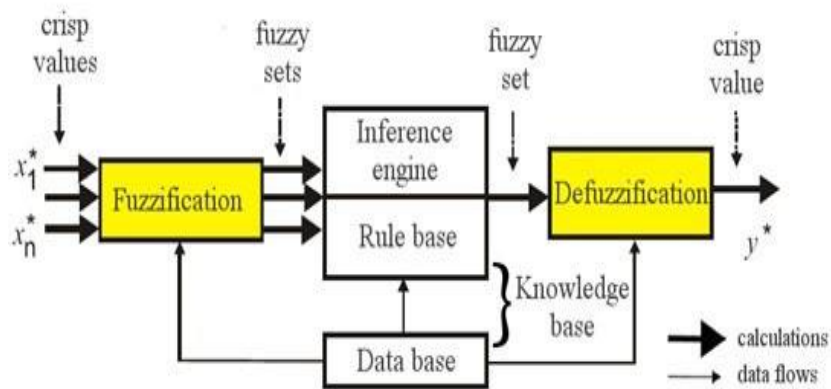 crisp
values
fuzzy
sets
fuzzy
set
crisp
value
x₁*
xₙ*
Fuzzification
Inference
engine
Rule base
Defuzzification
y*
Knowledge
base
Data base
calculations
data flows